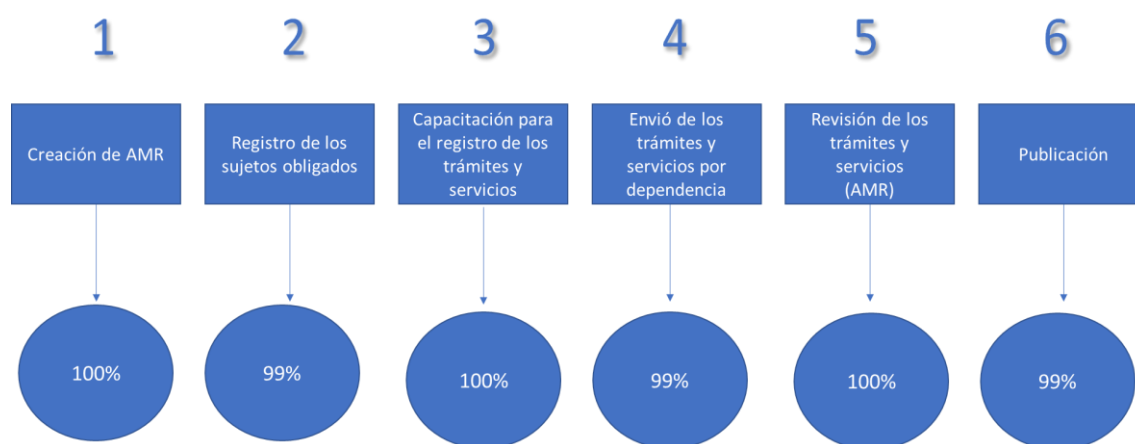 1
2
3
4
5
6
Creación de AMR
Registro de los
sujetos obligados
Capacitación para
el registro de los
trámites y
servicios
Envió de los
trámites y
servicios por
dependencia
Revisión de los
trámites y
servicios
(AMR)
Publicación
100%
99%
100%
99%
100%
99%